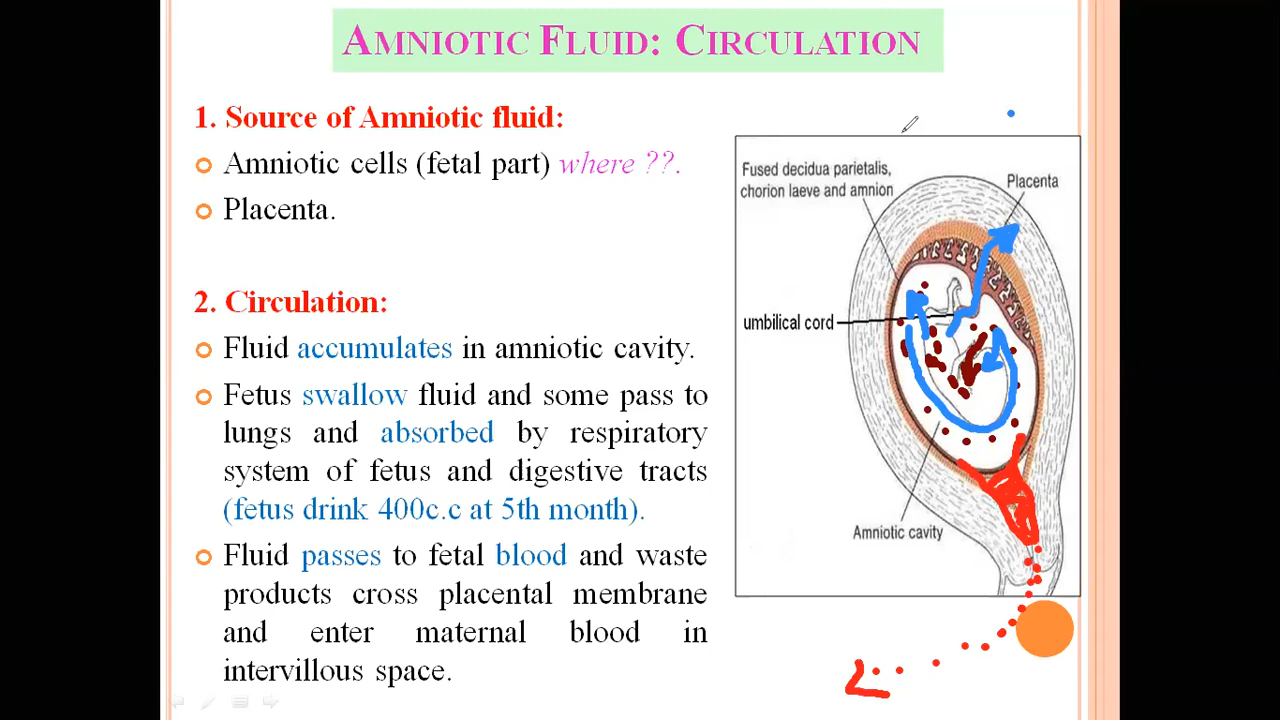 AMNIOTIC FLUID: CIRCULATION
1. Source of Amniotic fluid:
Amniotic cells (fetal part) where ??.
Placenta.
2. Circulation:
Fluid accumulates in amniotic cavity.
Fetus swallow fluid and some pass to
lungs and absorbed by respiratory
system of fetus and digestive tracts
(fetus drink 400c.c at 5th month).
Fluid passes to fetal blood and waste
products cross placental membrane
and enter maternal blood in
intervillous space.
Fused decidua parietalis,
chorion laeve and amnion
Placenta
umbilical cord
Amniotic cavity